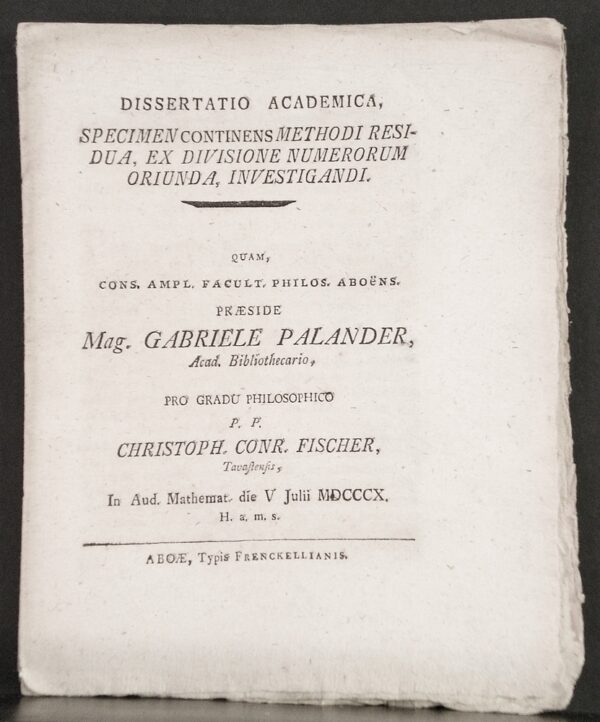 DISSERTATIO ACADEMICA,
SPECIMEN CONTINENS METHODI RESI-
DUA, EX DIVISIONE NUMERORUM
ORIUNDA, INVESTIGANDI.
QUAM,
CONS. AMPL. FACULT. PHILOS. ABOËNS.
PRÆSIDE
Mag. GABRIELE PALANDER,
Acad. Bibliothecario,
PRO GRADU PHILOSOPHICO
P. P.
CHRISTOPH. CONR. FISCHER,
Tavaſtenſis,
In Aud. Mathemat. die V Julii MDCCCX.
H. a. m. s.
ABOÆ, Typis FRENCKELLIANIS.